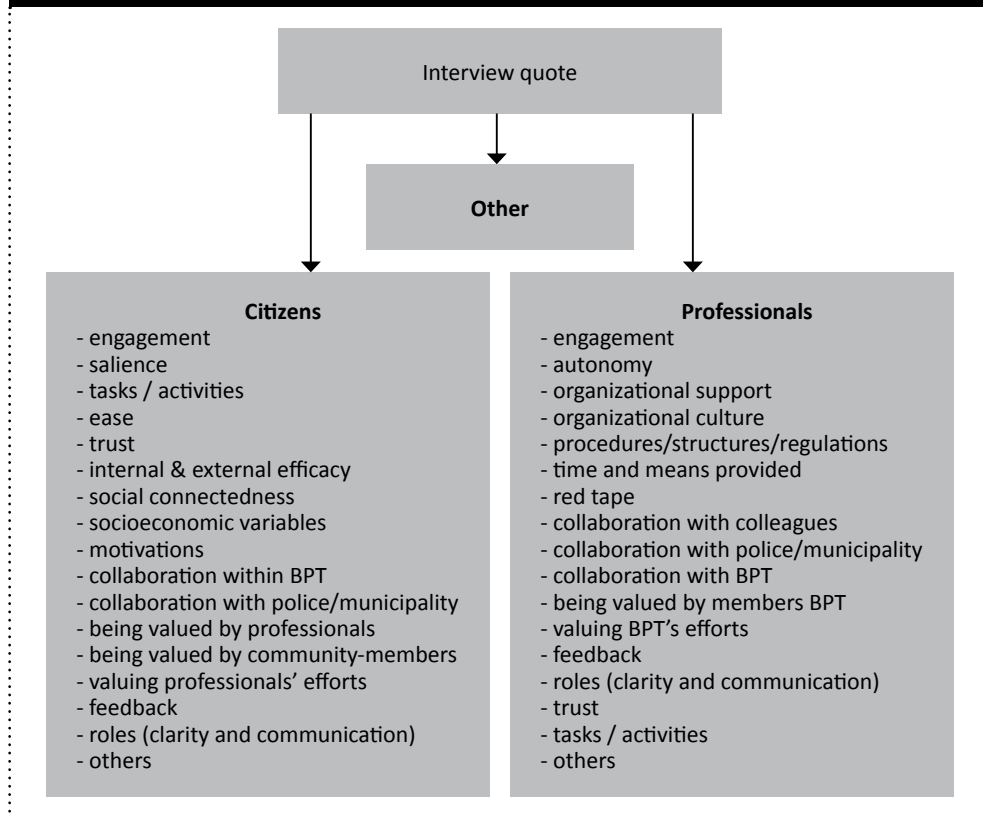 Interview quote
Other
Citizens
- engagement
- salience
- tasks / activities
- ease
- trust
- internal & external efficacy
- social connectedness
- socioeconomic variables
- motivations
- collaboration within BPT
- collaboration with police/municipality
- being valued by professionals
- being valued by community-members
- valuing professionals’ efforts
- feedback
- roles (clarity and communication)
- others
Professionals
- engagement
- autonomy
- organizational support
- organizational culture
- procedures/structures/regulations
- time and means provided
- red tape
- collaboration with colleagues
- collaboration with police/municipality
- collaboration with BPT
- being valued by members BPT
- valuing BPT’s efforts
- feedback
- roles (clarity and communication)
- trust
- tasks / activities
- others